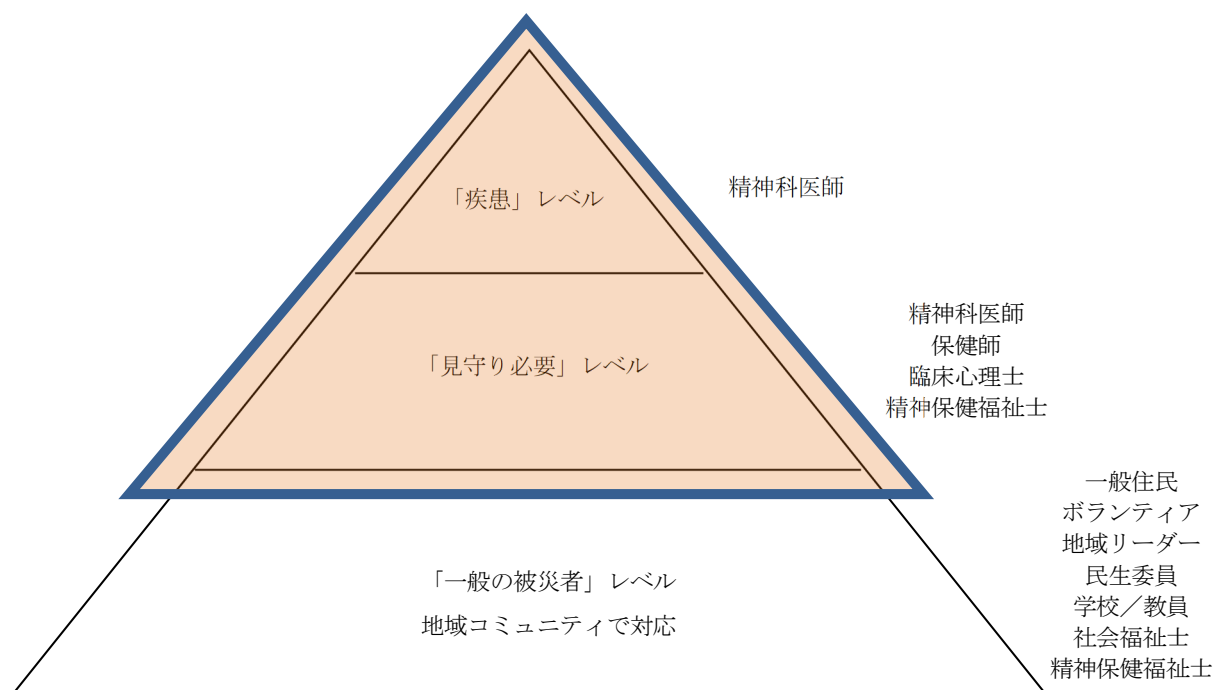 「疾患」レベル
精神科医師
精神科医師
保健師
臨床心理士
精神保健福祉士
「見守り必要」レベル
一般住民
ボランティア
地域リーダー
民生委員
学校／教員
社会福祉士
精神保健福祉士
「一般の被災者」レベル
地域コミュニティで対応